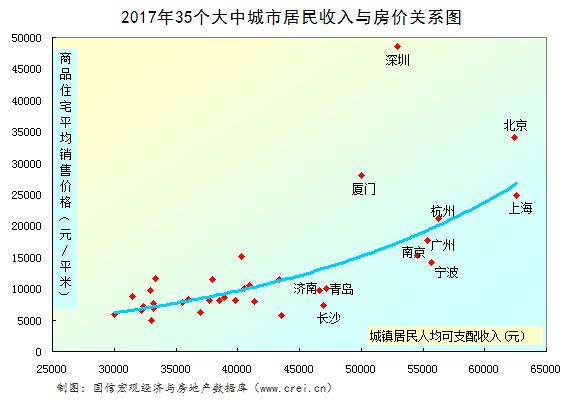 2017年35个大中城市居民收入与房价关系图
50000
45000
40000
35000
30000
25000
20000
15000
10000
5000
0
商品住宅平均销售价格（元/平米）
深圳
北京
厦门
杭州
上海
广州
南京
宁波
济南
青岛
长沙
城镇居民人均可支配收入(元)
25000 30000 35000 40000 45000 50000 55000 60000 65000
制图：国信宏观经济与房地产数据库（www.crei.cn）